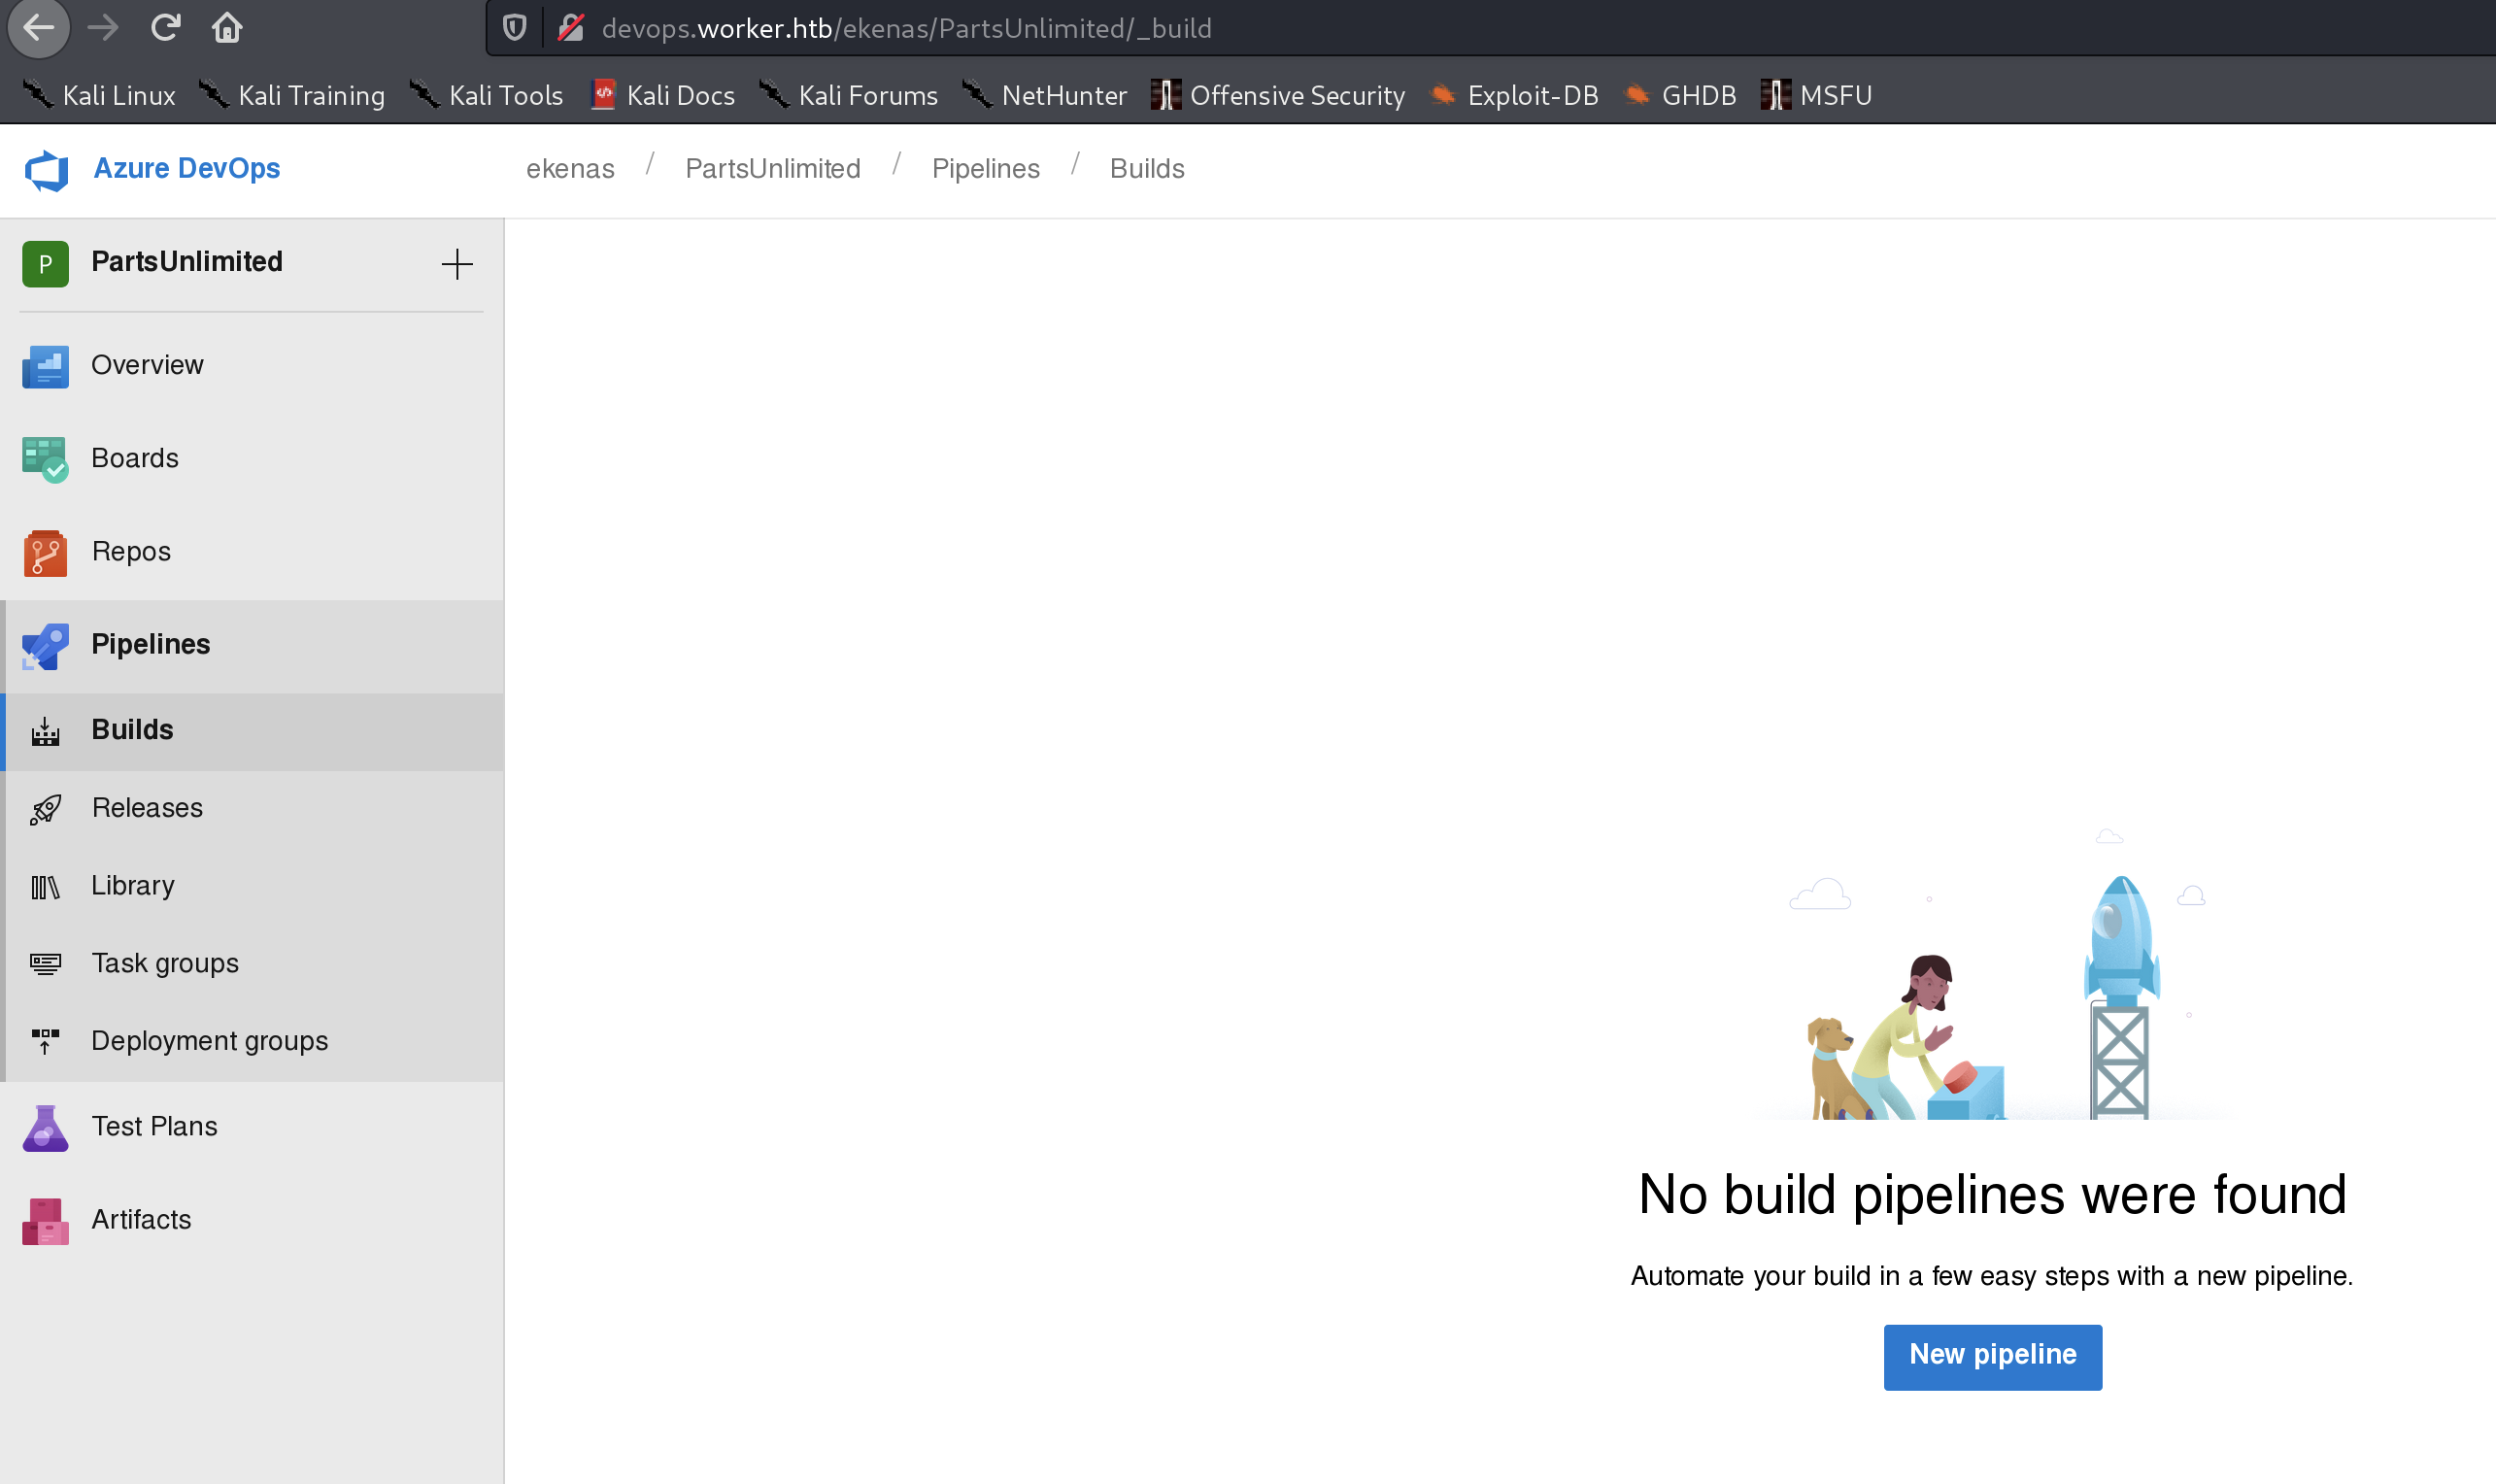 devops.worker.htb/ekenas/PartsUnlimited/_build
Kali Linux Kali Training Kali Tools Kali Docs Kali Forums NetHunter Offensive Security Exploit-DB GHDB MSFU
Azure DevOps
ekenas / PartsUnlimited / Pipelines / Builds
P PartsUnlimited
Overview
Boards
Repos
Pipelines
Builds
Releases
Library
Task groups
Deployment groups
Test Plans
Artifacts
No build pipelines were found
Automate your build in a few easy steps with a new pipeline.
New pipeline